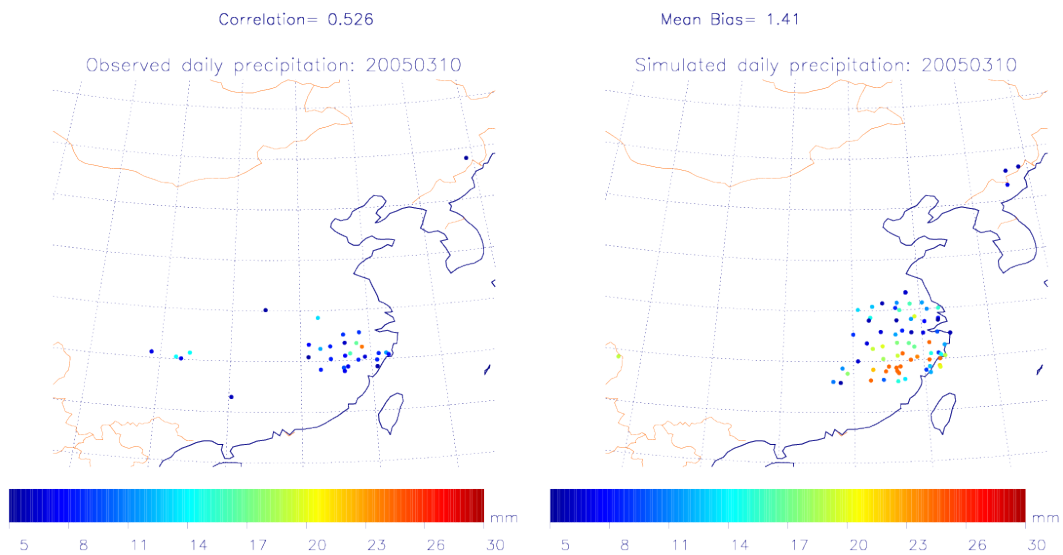 Correlation= 0.526
Mean Bias= 1.41
Observed daily precipitation: 20050310
Simulated daily precipitation: 20050310
mm
5 8 11 14 17 20 23 26 30
mm
5 8 11 14 17 20 23 26 30